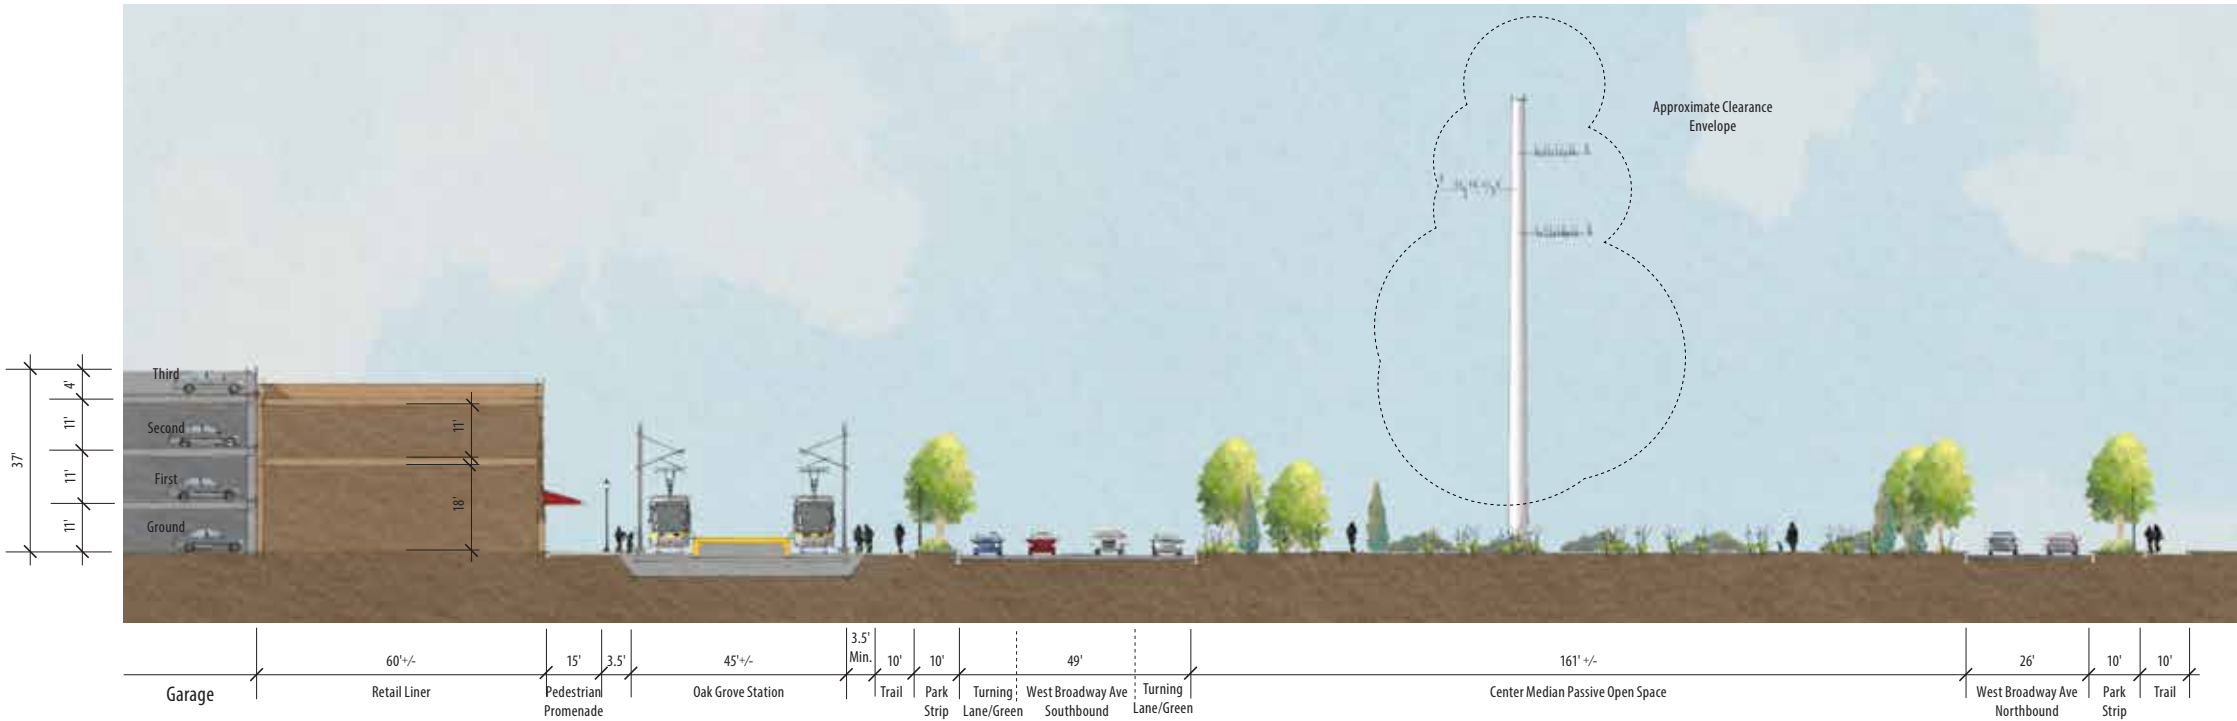 Approximate Clearance
Envelope
Third
Second
First
Ground
37'
4'
11'
11'
11'
11'
18'
60'+/-
15'
3.5'
45'+/-
3.5'
Min.
10'
10'
49'
161' +/-
26'
10'
10'
Garage
Retail Liner
Pedestrian
Promenade
Oak Grove Station
Trail
Park
Strip
Turning
Lane/Green
West Broadway Ave
Southbound
Turning
Lane/Green
Center Median Passive Open Space
West Broadway Ave
Northbound
Park
Strip
Trail